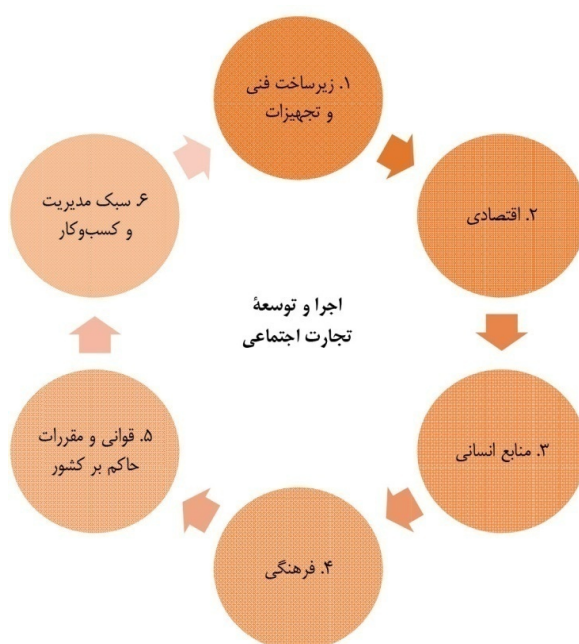 ۱. زیرساخت فنی
و تجهیزات
۲. اقتصادی
۳. منابع انسانی
۴. فرهنگی
۵. قوانی و مقررات
حاکم بر کشور
۶. سبک مدیریت
و کسب‌وکار
اجرا و توسعۀ
تجارت اجتماعی